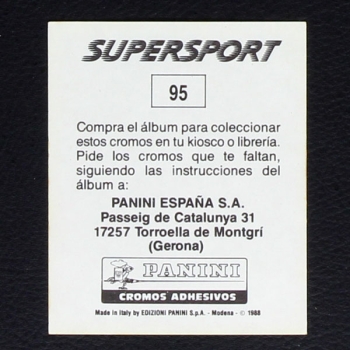 SUPERSPORT
95
Compra el álbum para coleccionar
estos cromos en tu kiosco o librería.
Pide los cromos que te faltan,
siguiendo las instrucciones del
álbum a:
PANINI ESPAÑA S.A.
Passeig de Catalunya 31
17257 Torroella de Montgrí
(Gerona)
PANINI
CROMOS ADHESIVOS
Made in Italy by EDIZIONI PANINI S.p.A. - Modena - © 1988